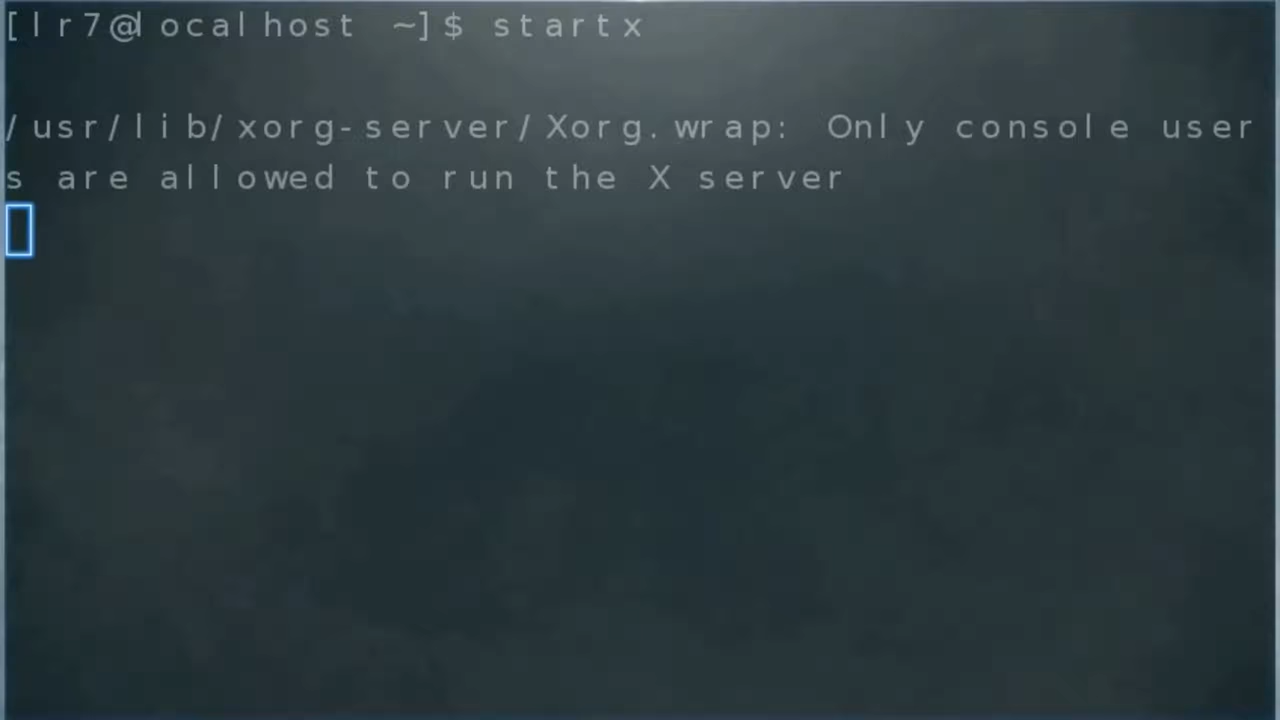 [lr7@localhost ~]$ startx
/usr/lib/xorg-server/Xorg.wrap: Only console user
s are allowed to run the X server